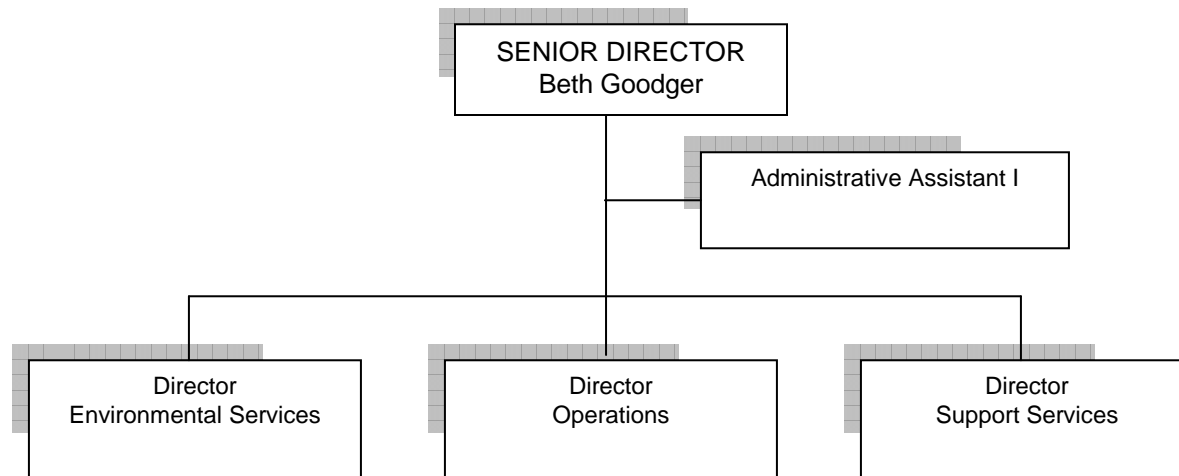 SENIOR DIRECTOR
Beth Goodger
Administrative Assistant I
Director
Environmental Services
Director
Operations
Director
Support Services